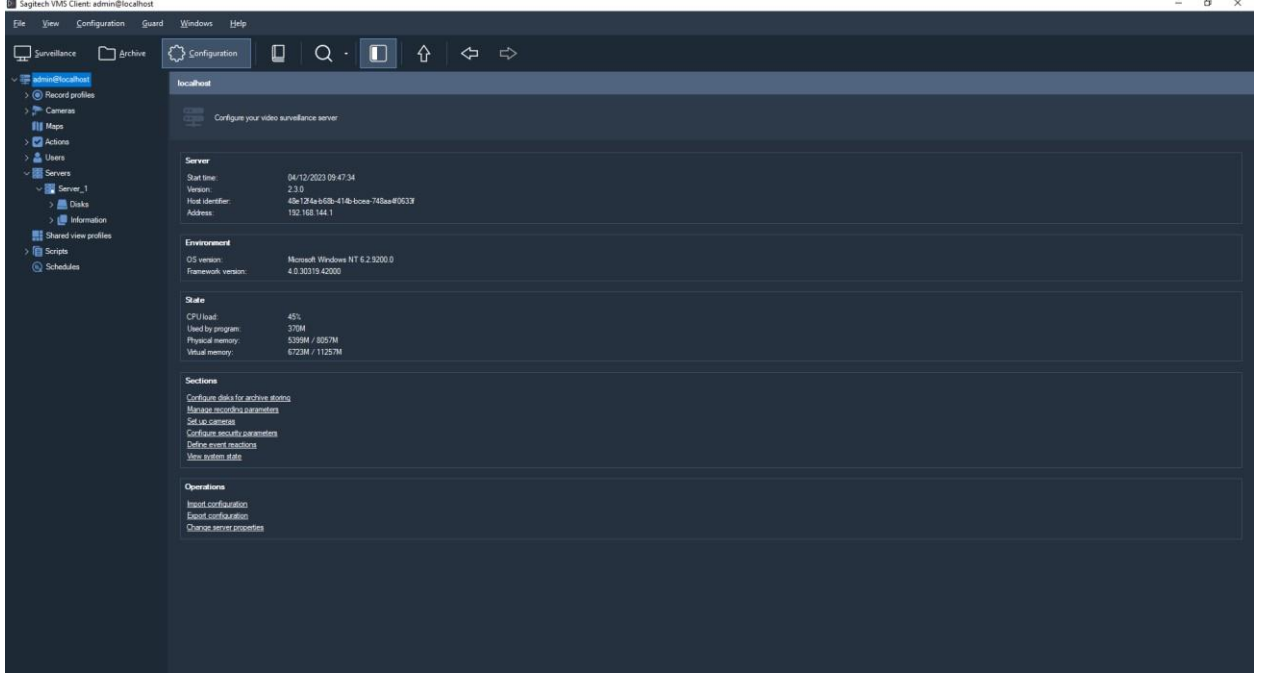 Sagitech VMS Client: admin@localhost
File View Configuration Guard Windows Help
Surveillance Archive Configuration
admin@localhost
Record profiles
Cameras
Maps
Actions
Users
Servers
Server_1
Disks
Information
Shared view profiles
Scripts
Schedules
localhost
Configure your video surveillance server
Server
Start time: 04/12/2023 09:47:34
Version: 2.3.0
Host identifier:
Address: 192.168.144.1
Environment
OS version: Microsoft Windows NT 6.2.9200.0
Framework version: 4.0.30319.42000
State
CPU load: 45%
Used by program: 370M
Physical memory: 5399M / 8057M
Virtual memory: 6723M / 11257M
Sections
Configure disks for archive storing
Manage recording parameters
Set up cameras
Configure security parameters
Define event reactions
View system state
Operations
Import configuration
Export configuration
Change server properties